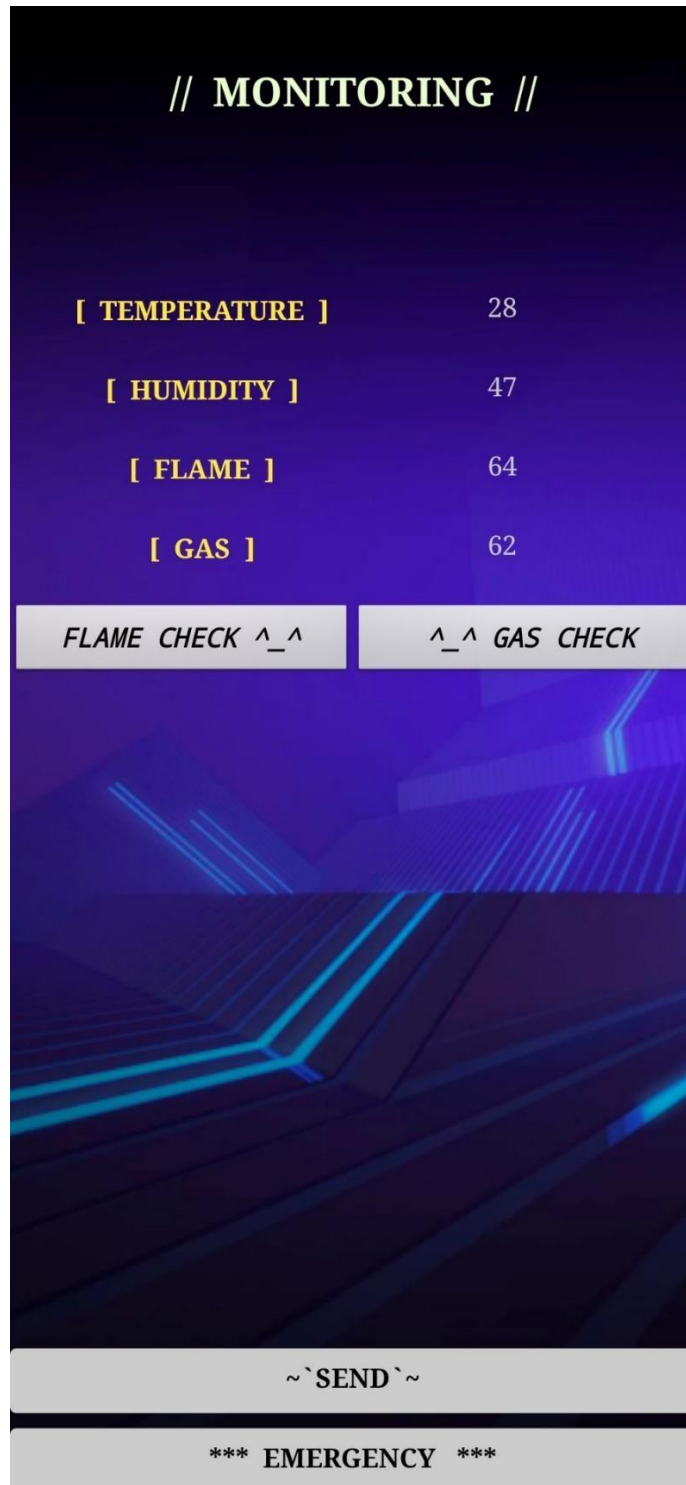 // MONITORING //
[ TEMPERATURE ] 28
[ HUMIDITY ] 47
[ FLAME ] 64
[ GAS ] 62
FLAME CHECK ^_^ ^_^ GAS CHECK
~`SEND`~
*** EMERGENCY ***